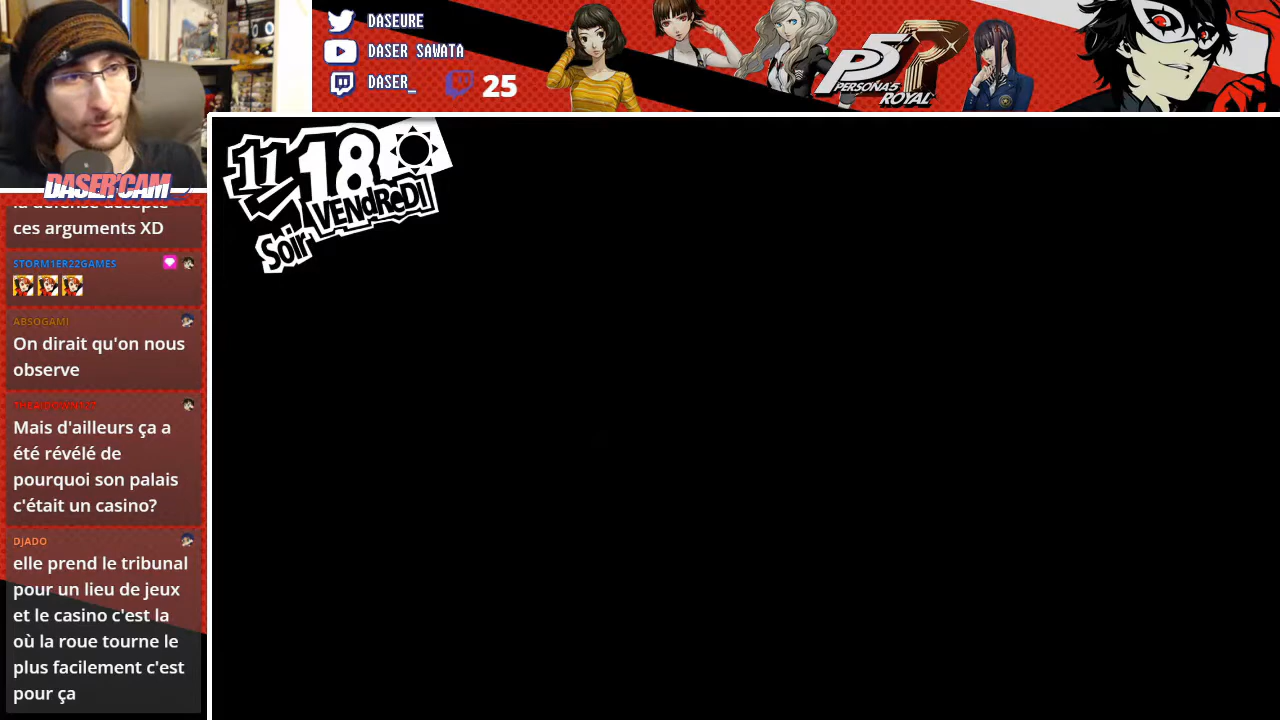 DASEURE
DASER SAWATA
DASER_
25
P5R
PERSONA5
ROYAL
DASER'CAM
11/18
VENdReDI
Soir
la défense accepte
ces arguments XD
STORM1ER22GAMES
ABSOGAMI
On dirait qu'on nous
observe
Mais d'ailleurs ça a
été révélé de
pourquoi son palais
c'était un casino?
DJADO
elle prend le tribunal
pour un lieu de jeux
et le casino c'est la
où la roue tourne le
plus facilement c'est
pour ça